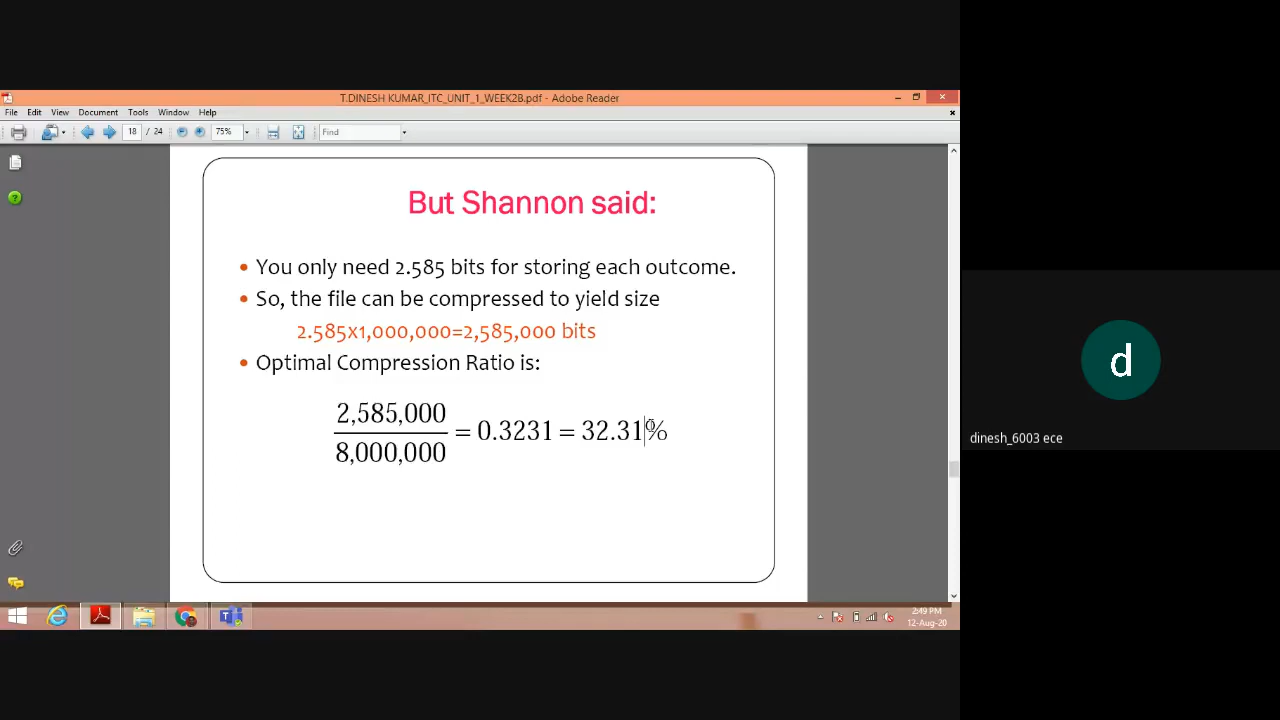 T.DINESH KUMAR_ITC_UNIT_1_WEEK2B.pdf - Adobe Reader
File Edit View Document Tools Window Help
18 / 24 75% Find
But Shannon said:
• You only need 2.585 bits for storing each outcome.
• So, the file can be compressed to yield size
2.585x1,000,000=2,585,000 bits
• Optimal Compression Ratio is:
2,585,000
8,000,000
= 0.3231 = 32.31%
d
dinesh_6003 ece
2:49 PM
12-Aug-20